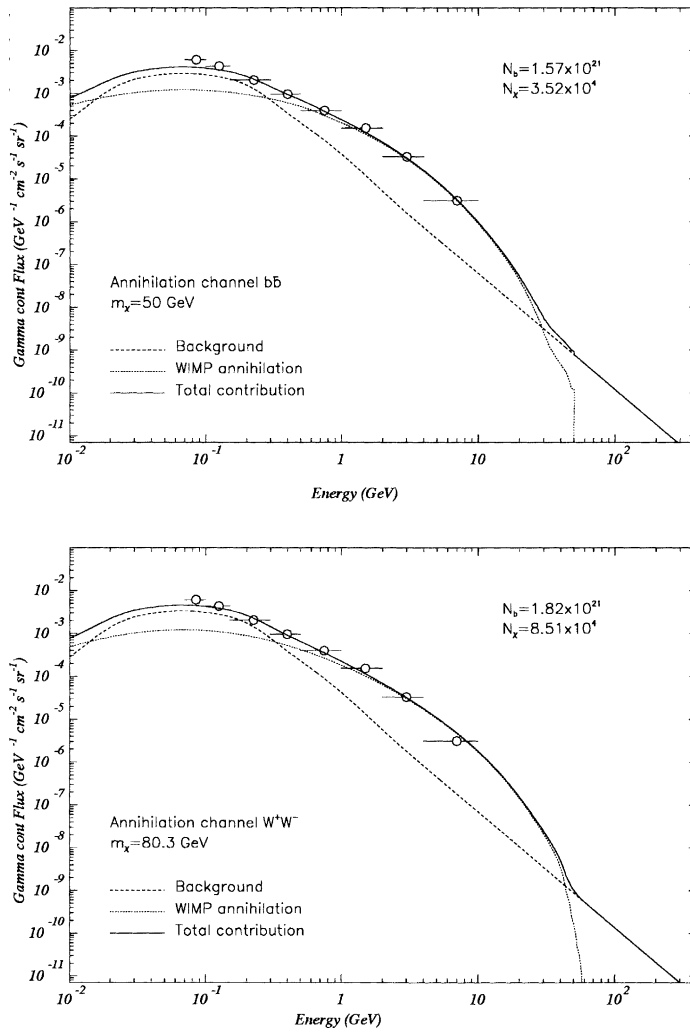 N_b=1.57x10^21
N_χ=3.52x10^4
Gamma cont Flux (GeV^-1 cm^-2 s^-1 sr^-1)
10^-2
10^-3
10^-4
10^-5
10^-6
10^-7
10^-8
10^-9
10^-10
10^-11
Annihilation channel bb̄
m_χ=50 GeV
Background
WIMP annihilation
Total contribution
10^-2 10^-1 1 10 10^2
Energy (GeV)
N_b=1.82x10^21
N_χ=8.51x10^4
Gamma cont Flux (GeV^-1 cm^-2 s^-1 sr^-1)
10^-2
10^-3
10^-4
10^-5
10^-6
10^-7
10^-8
10^-9
10^-10
10^-11
Annihilation channel W^+W^-
m_χ=80.3 GeV
Background
WIMP annihilation
Total contribution
10^-2 10^-1 1 10 10^2
Energy (GeV)